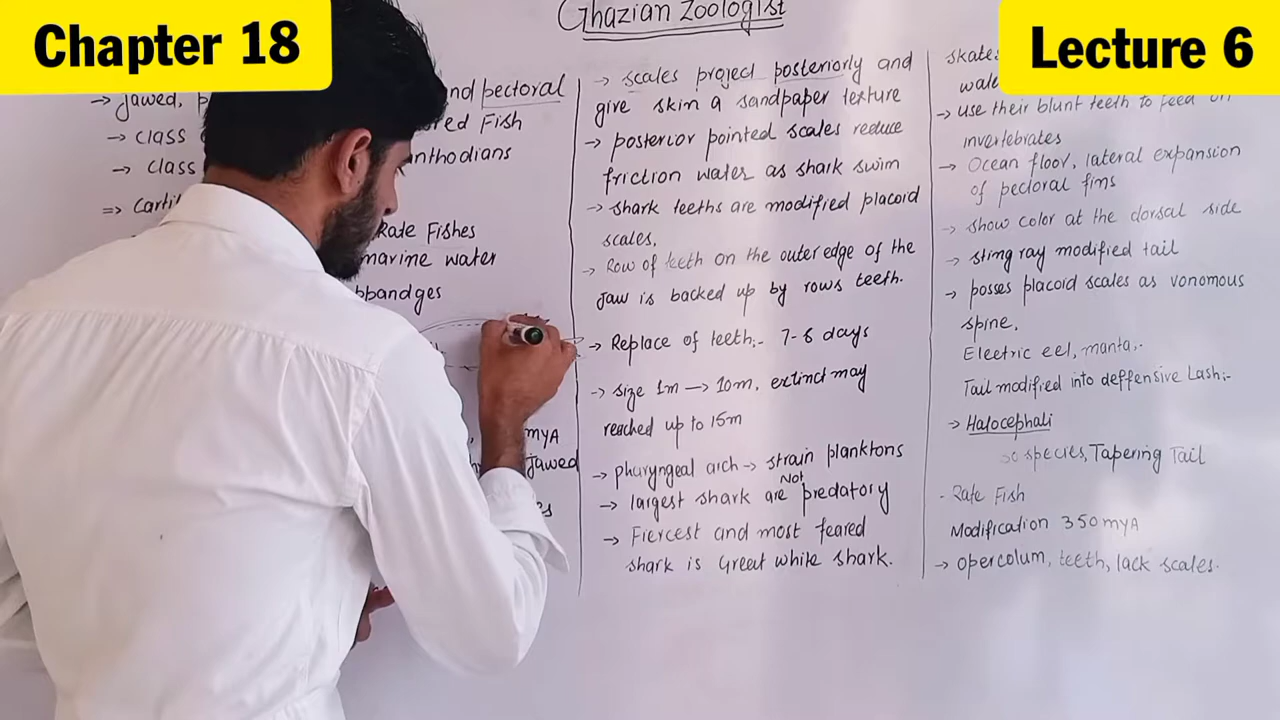 Chapter 18
Ghazian Zoologist
Lecture 6
→ Jawed, p
→ class
→ class
⇒ Carti
nd pectoral
red Fish
nthodians
Rate Fishes
marine water
bbandges
myA
Jawed
es
→ scales project posteriorly and
give skin a sandpaper texture
→ posterior pointed scales reduce
friction water as shark swim
→ shark teeths are modified placoid
scales,
→ Row of teeth on the outer edge of the
Jaw is backed up by rows teeth.
→ Replace of teeth:- 7-8 days
→ size 1m → 10m, extinct may
reached up to 15m
→ pharyngeal arch → strain planktons
→ largest shark are Not predatory
→ Fiercest and most feared
shark is Great white shark.
skate
wate
→ use their blunt teeth to feed on
invertebrates
→ Ocean floor, lateral expansion
of pectoral fims
→ show color at the dorsal side
→ sting ray modified tail
→ posses placoid scales as vonomous
spine,
Electric eel, manta,-
Tail modified into deffensive Lash:-
→ Halocephali
30 species, Tapering Tail
- Rate Fish
Modification 350 myA
→ opercolum, teeth, lack scales.